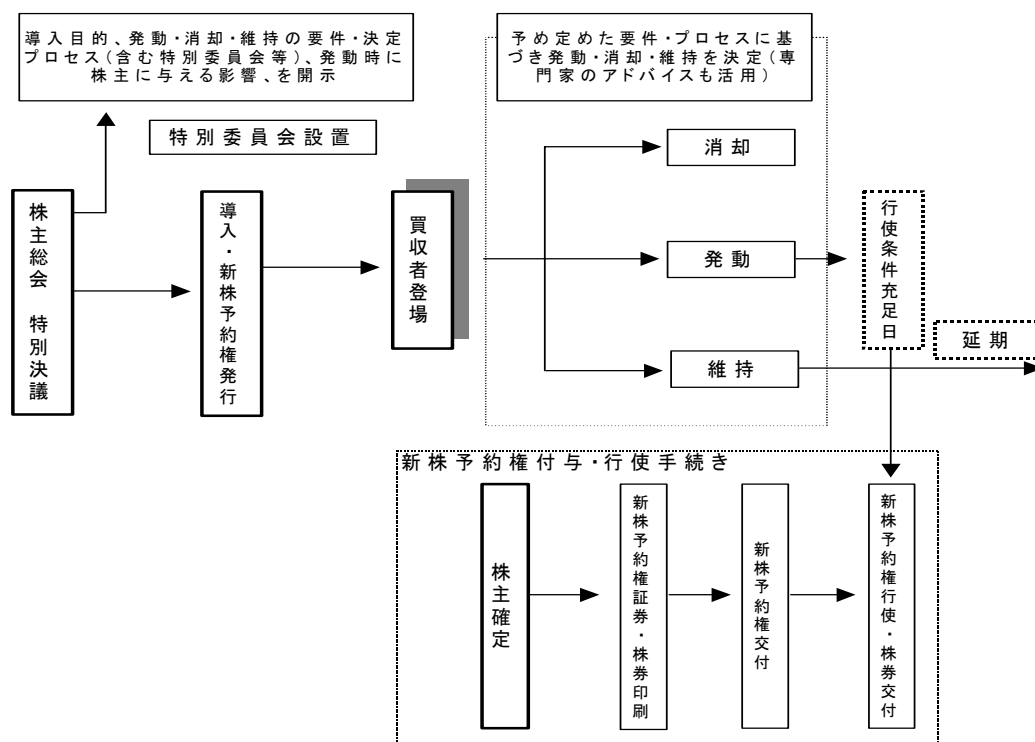 導入目的、発動・消却・維持の要件・決定
プロセス(含む特別委員会等)、発動時に
株主に与える影響、を開示
予め定めた要件・プロセスに基
づき発動・消却・維持を決定(専
門家のアドバイスも活用)
特別委員会設置
株主総会 特別決議
導入・新株予約権発行
買収者登場
消却
発動
維持
行使条件充足日
延期
新株予約権付与・行使手続き
株主確定
新株予約権証券・株券印刷
新株予約権交付
新株予約権行使・株券交付